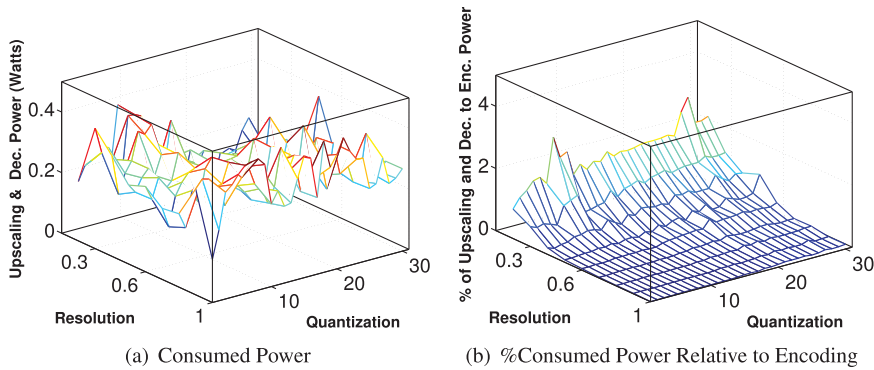 Upscaling & Dec. Power (Watts)
0.4
0.2
0
0.3
0.6
1
Resolution
10
20
30
Quantization
(a) Consumed Power
% of Upscaling and Dec. to Enc. Power
4
2
0
0.3
0.6
1
Resolution
10
20
30
Quantization
(b) %Consumed Power Relative to Encoding